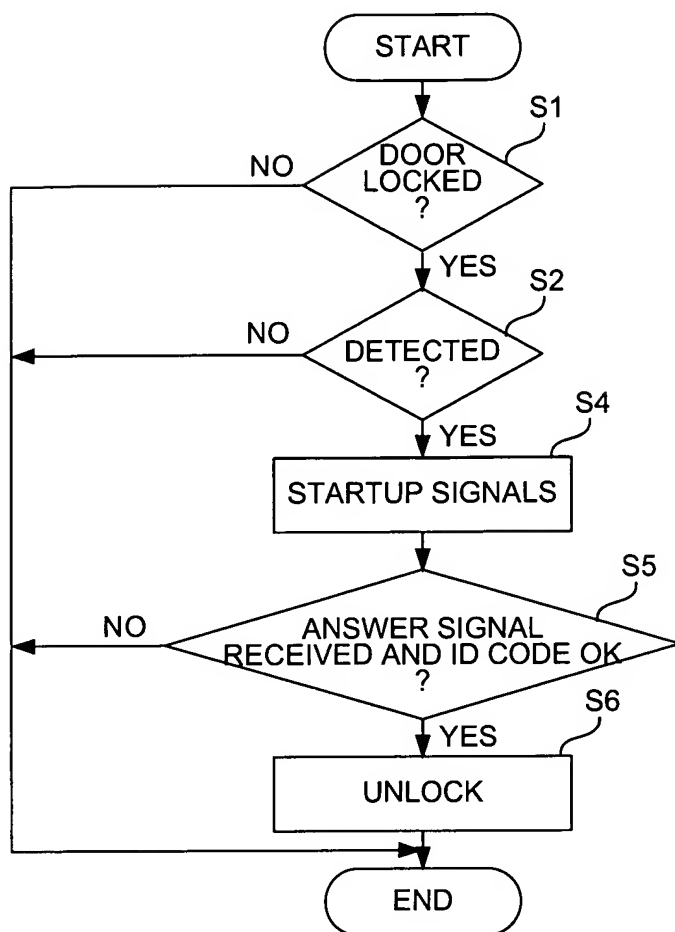 START
S1
DOOR
LOCKED
?
NO
YES
S2
NO
DETECTED
?
YES
S4
STARTUP SIGNALS
S5
NO
ANSWER SIGNAL
RECEIVED AND ID CODE OK
?
S6
YES
UNLOCK
END